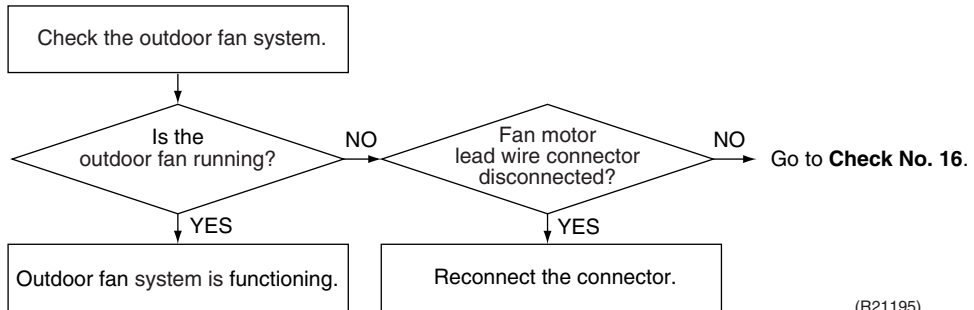 Check the outdoor fan system.
Is the
outdoor fan running?
NO
Fan motor
lead wire connector
disconnected?
NO
Go to Check No. 16.
YES
YES
Outdoor fan system is functioning.
Reconnect the connector.
(R21195)